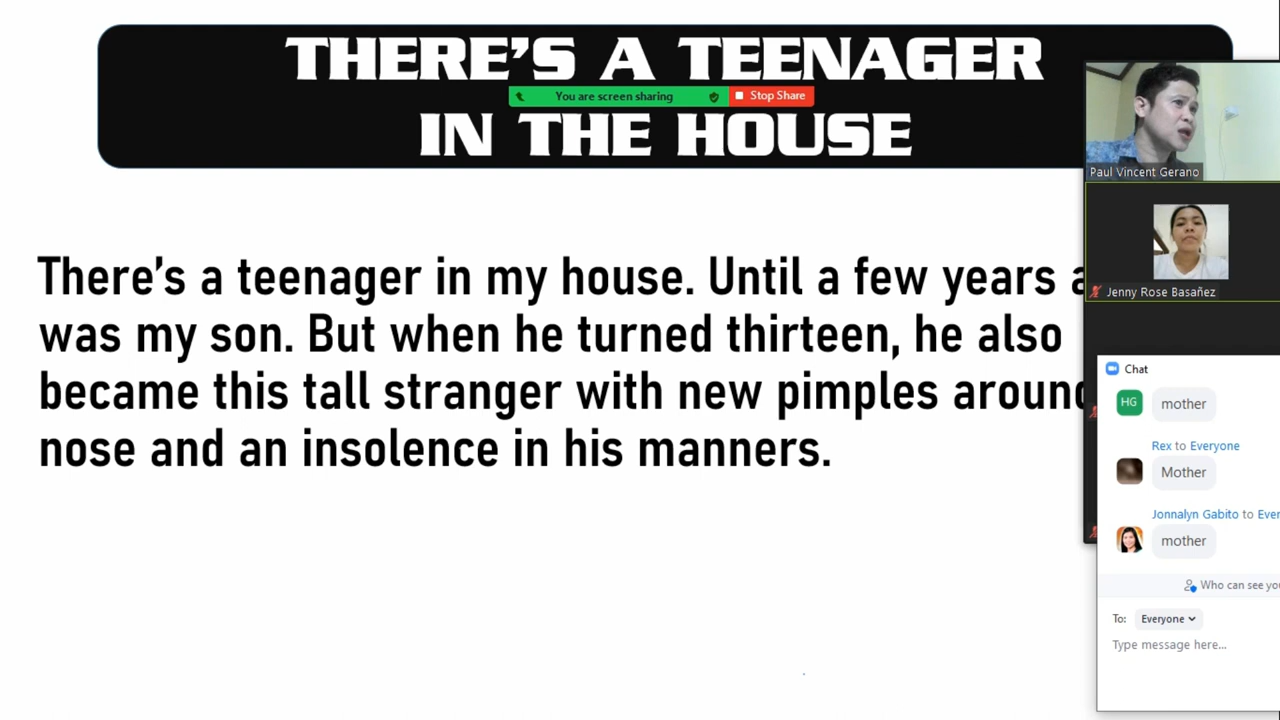 THERE'S A TEENAGER
You are screen sharing
Stop Share
IN THE HOUSE
Paul Vincent Gerano
Jenny Rose Basañez
There's a teenager in my house. Until a few years
was my son. But when he turned thirteen, he also
became this tall stranger with new pimples around
nose and an insolence in his manners.
Chat
HG
mother
Rex to Everyone
Mother
Jonnalyn Gabito to Ever
mother
Who can see you
To: Everyone
Type message here...